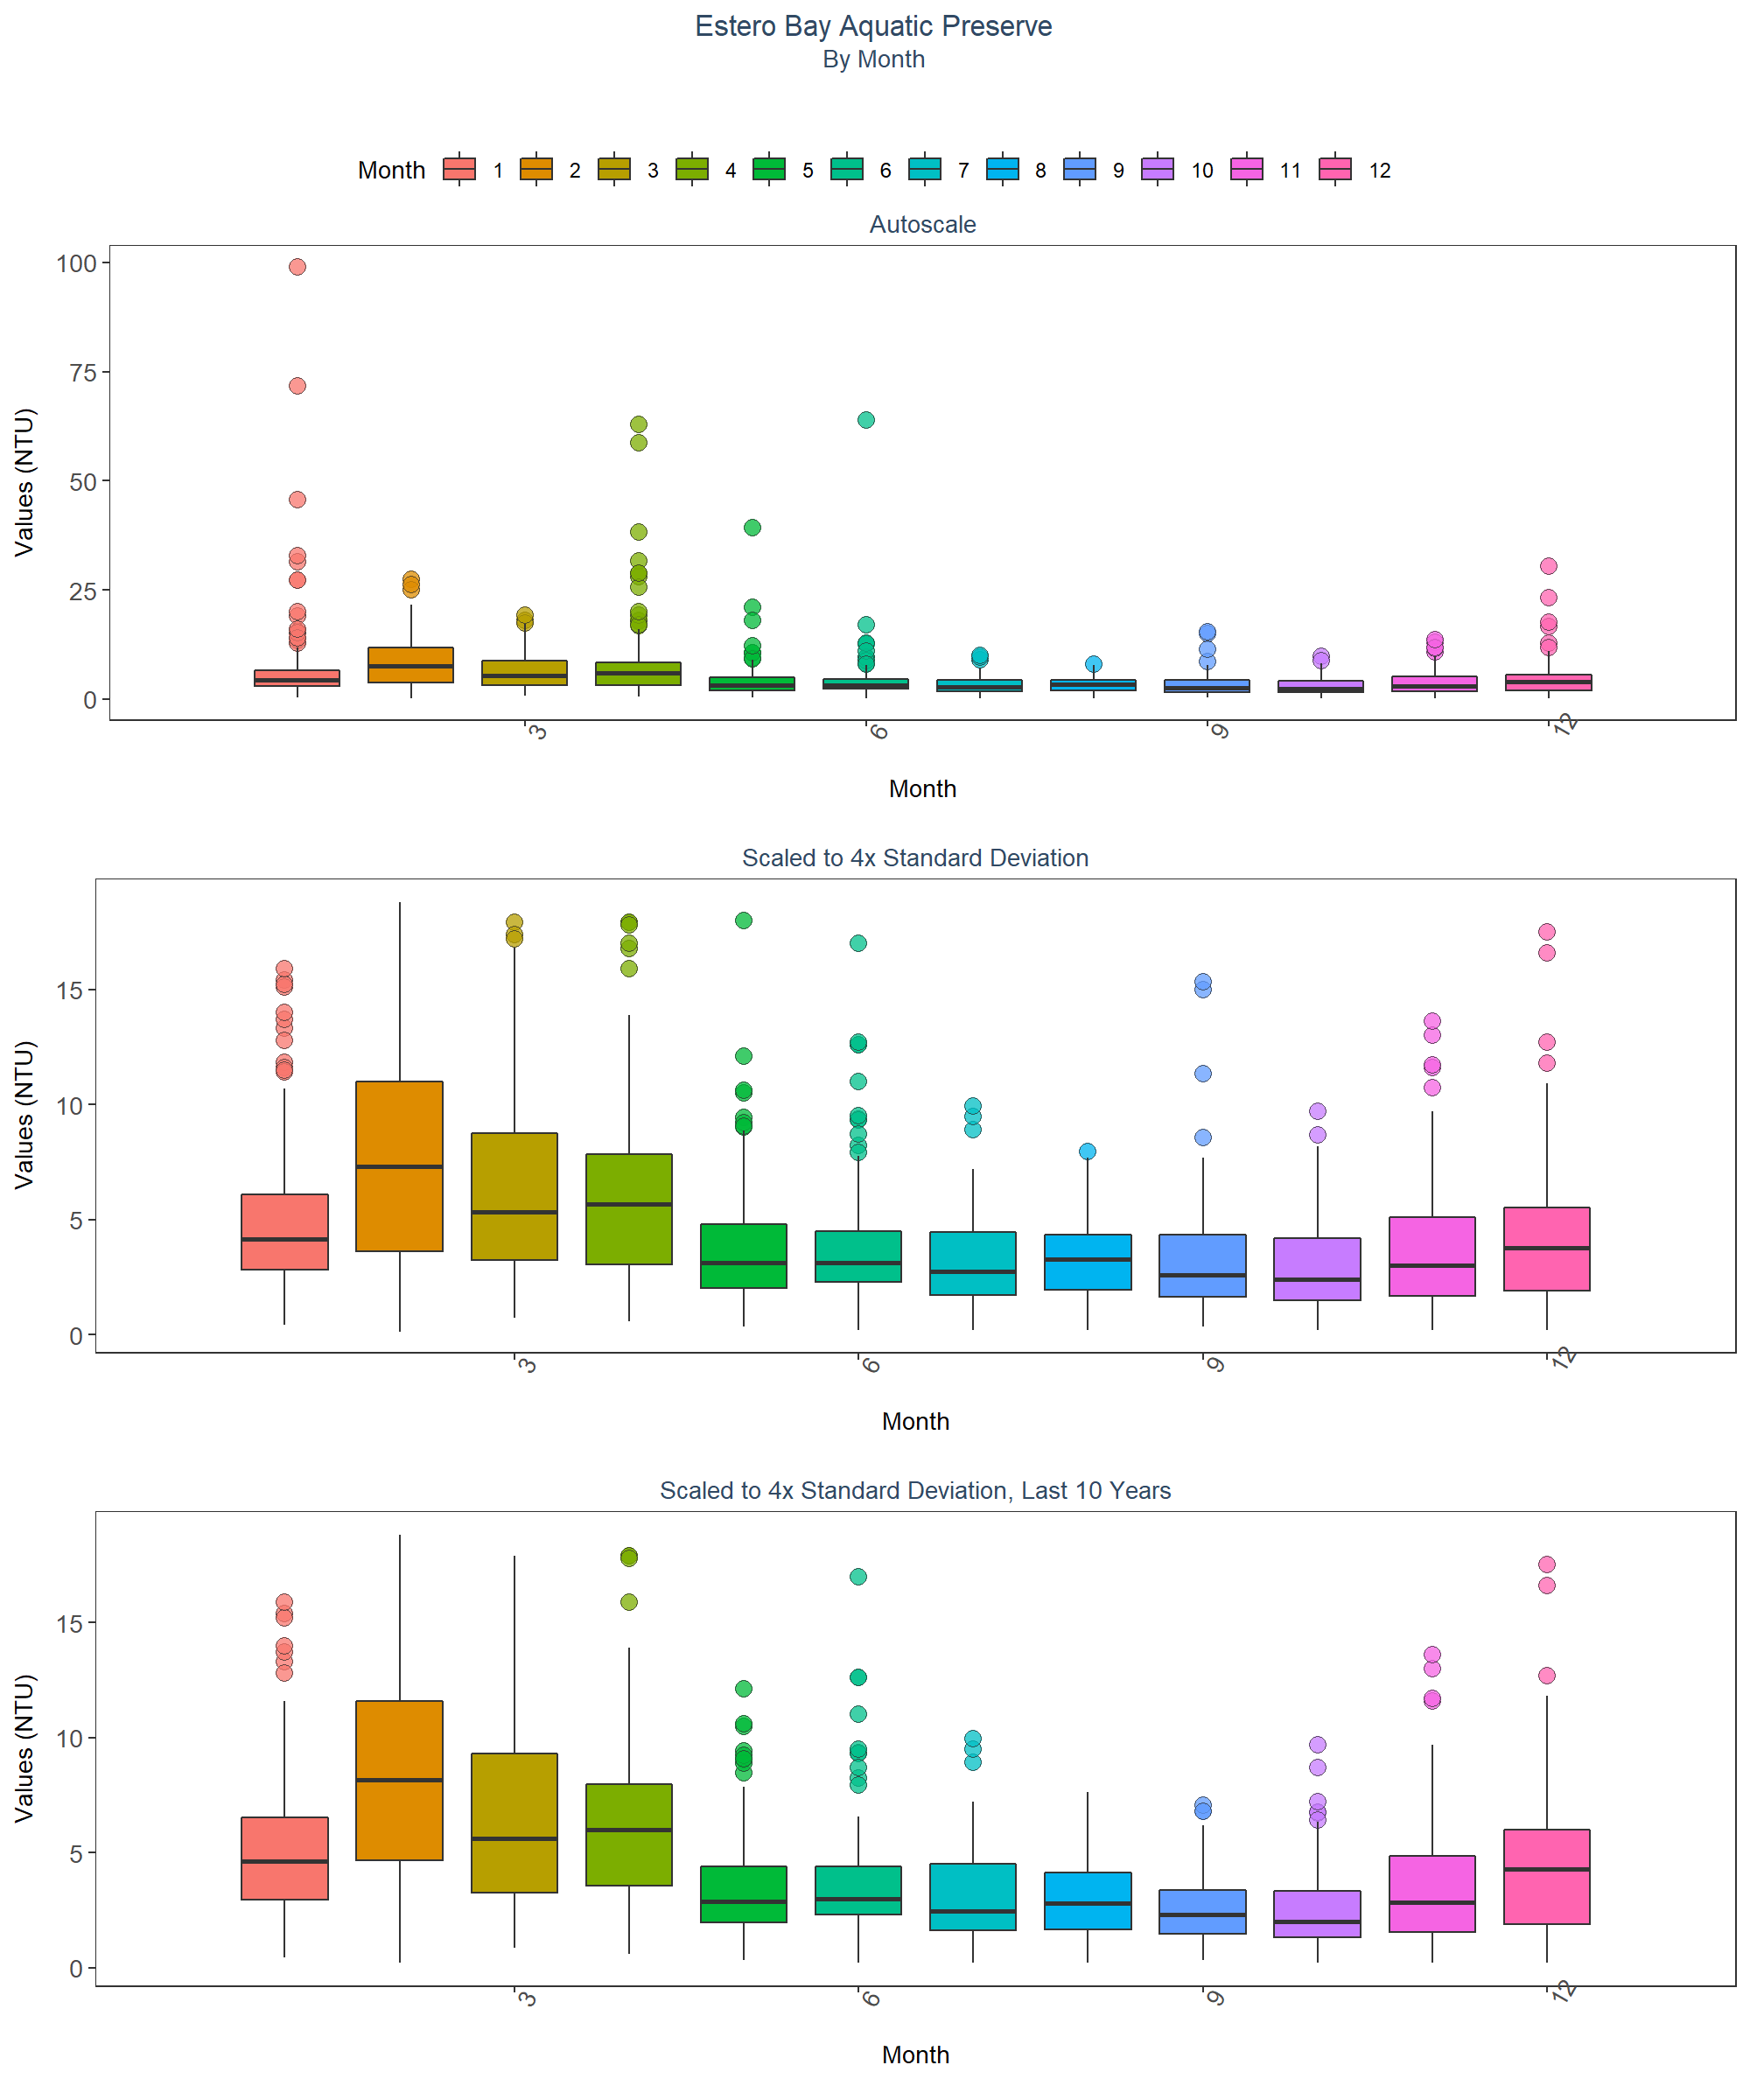 Estero Bay Aquatic Preserve
By Month
Month 1 2 3 4 5 6 7 8 9 10 11 12
Autoscale
Values (NTU)
100
75
50
25
0
3 6 9 12
Month
Scaled to 4x Standard Deviation
Values (NTU)
15
10
5
0
3 6 9 12
Month
Scaled to 4x Standard Deviation, Last 10 Years
Values (NTU)
15
10
5
0
3 6 9 12
Month